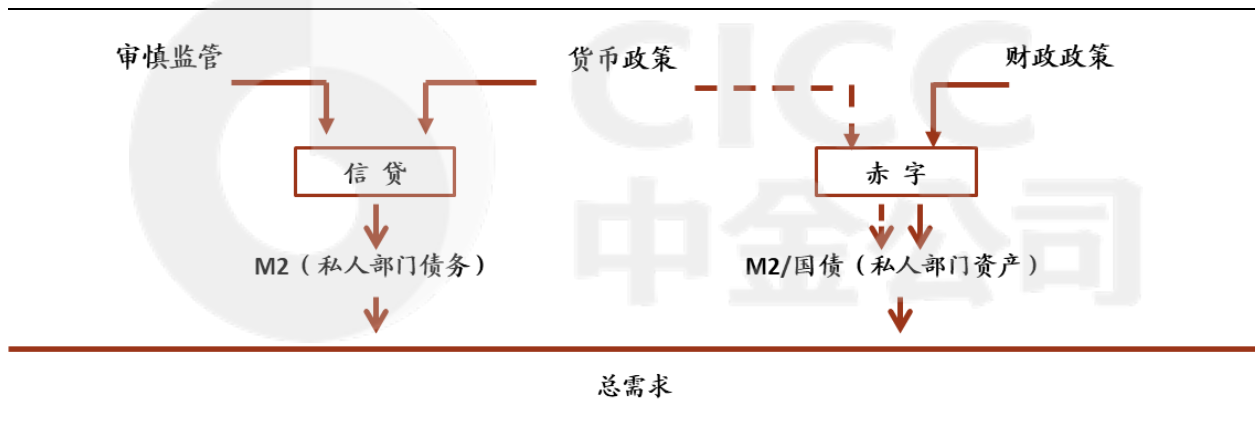 审慎监管
货币政策
财政政策
信贷
赤字
M2（私人部门债务）
M2/国债（私人部门资产）
总需求
CICC
中金公司